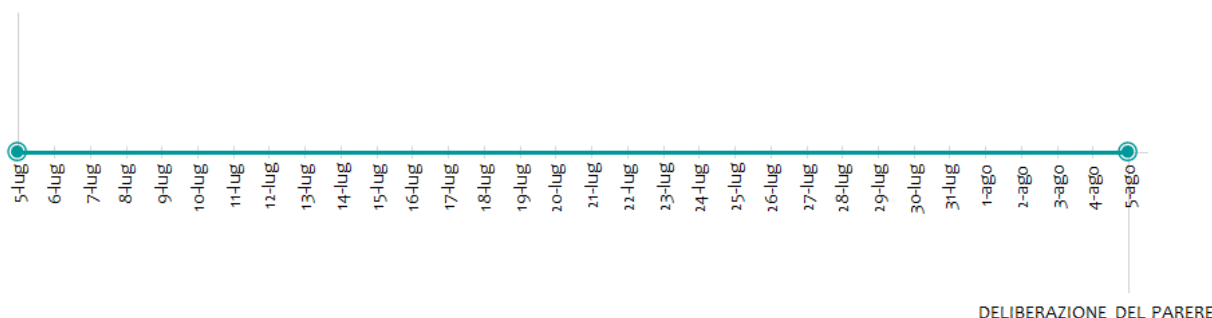 5-lug
6-lug
7-lug
8-lug
9-lug
10-lug
11-lug
12-lug
13-lug
14-lug
15-lug
16-lug
17-lug
18-lug
19-lug
20-lug
21-lug
22-lug
23-lug
24-lug
25-lug
26-lug
27-lug
28-lug
29-lug
30-lug
31-lug
1-ago
2-ago
3-ago
4-ago
5-ago
DELIBERAZIONE DEL PARERE